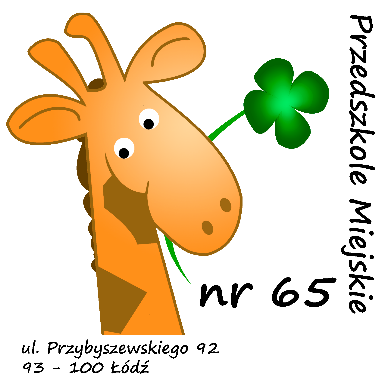 Przedszkole Miejskie
nr 65
ul. Przybyszewskiego 92
93 - 100 Łódź